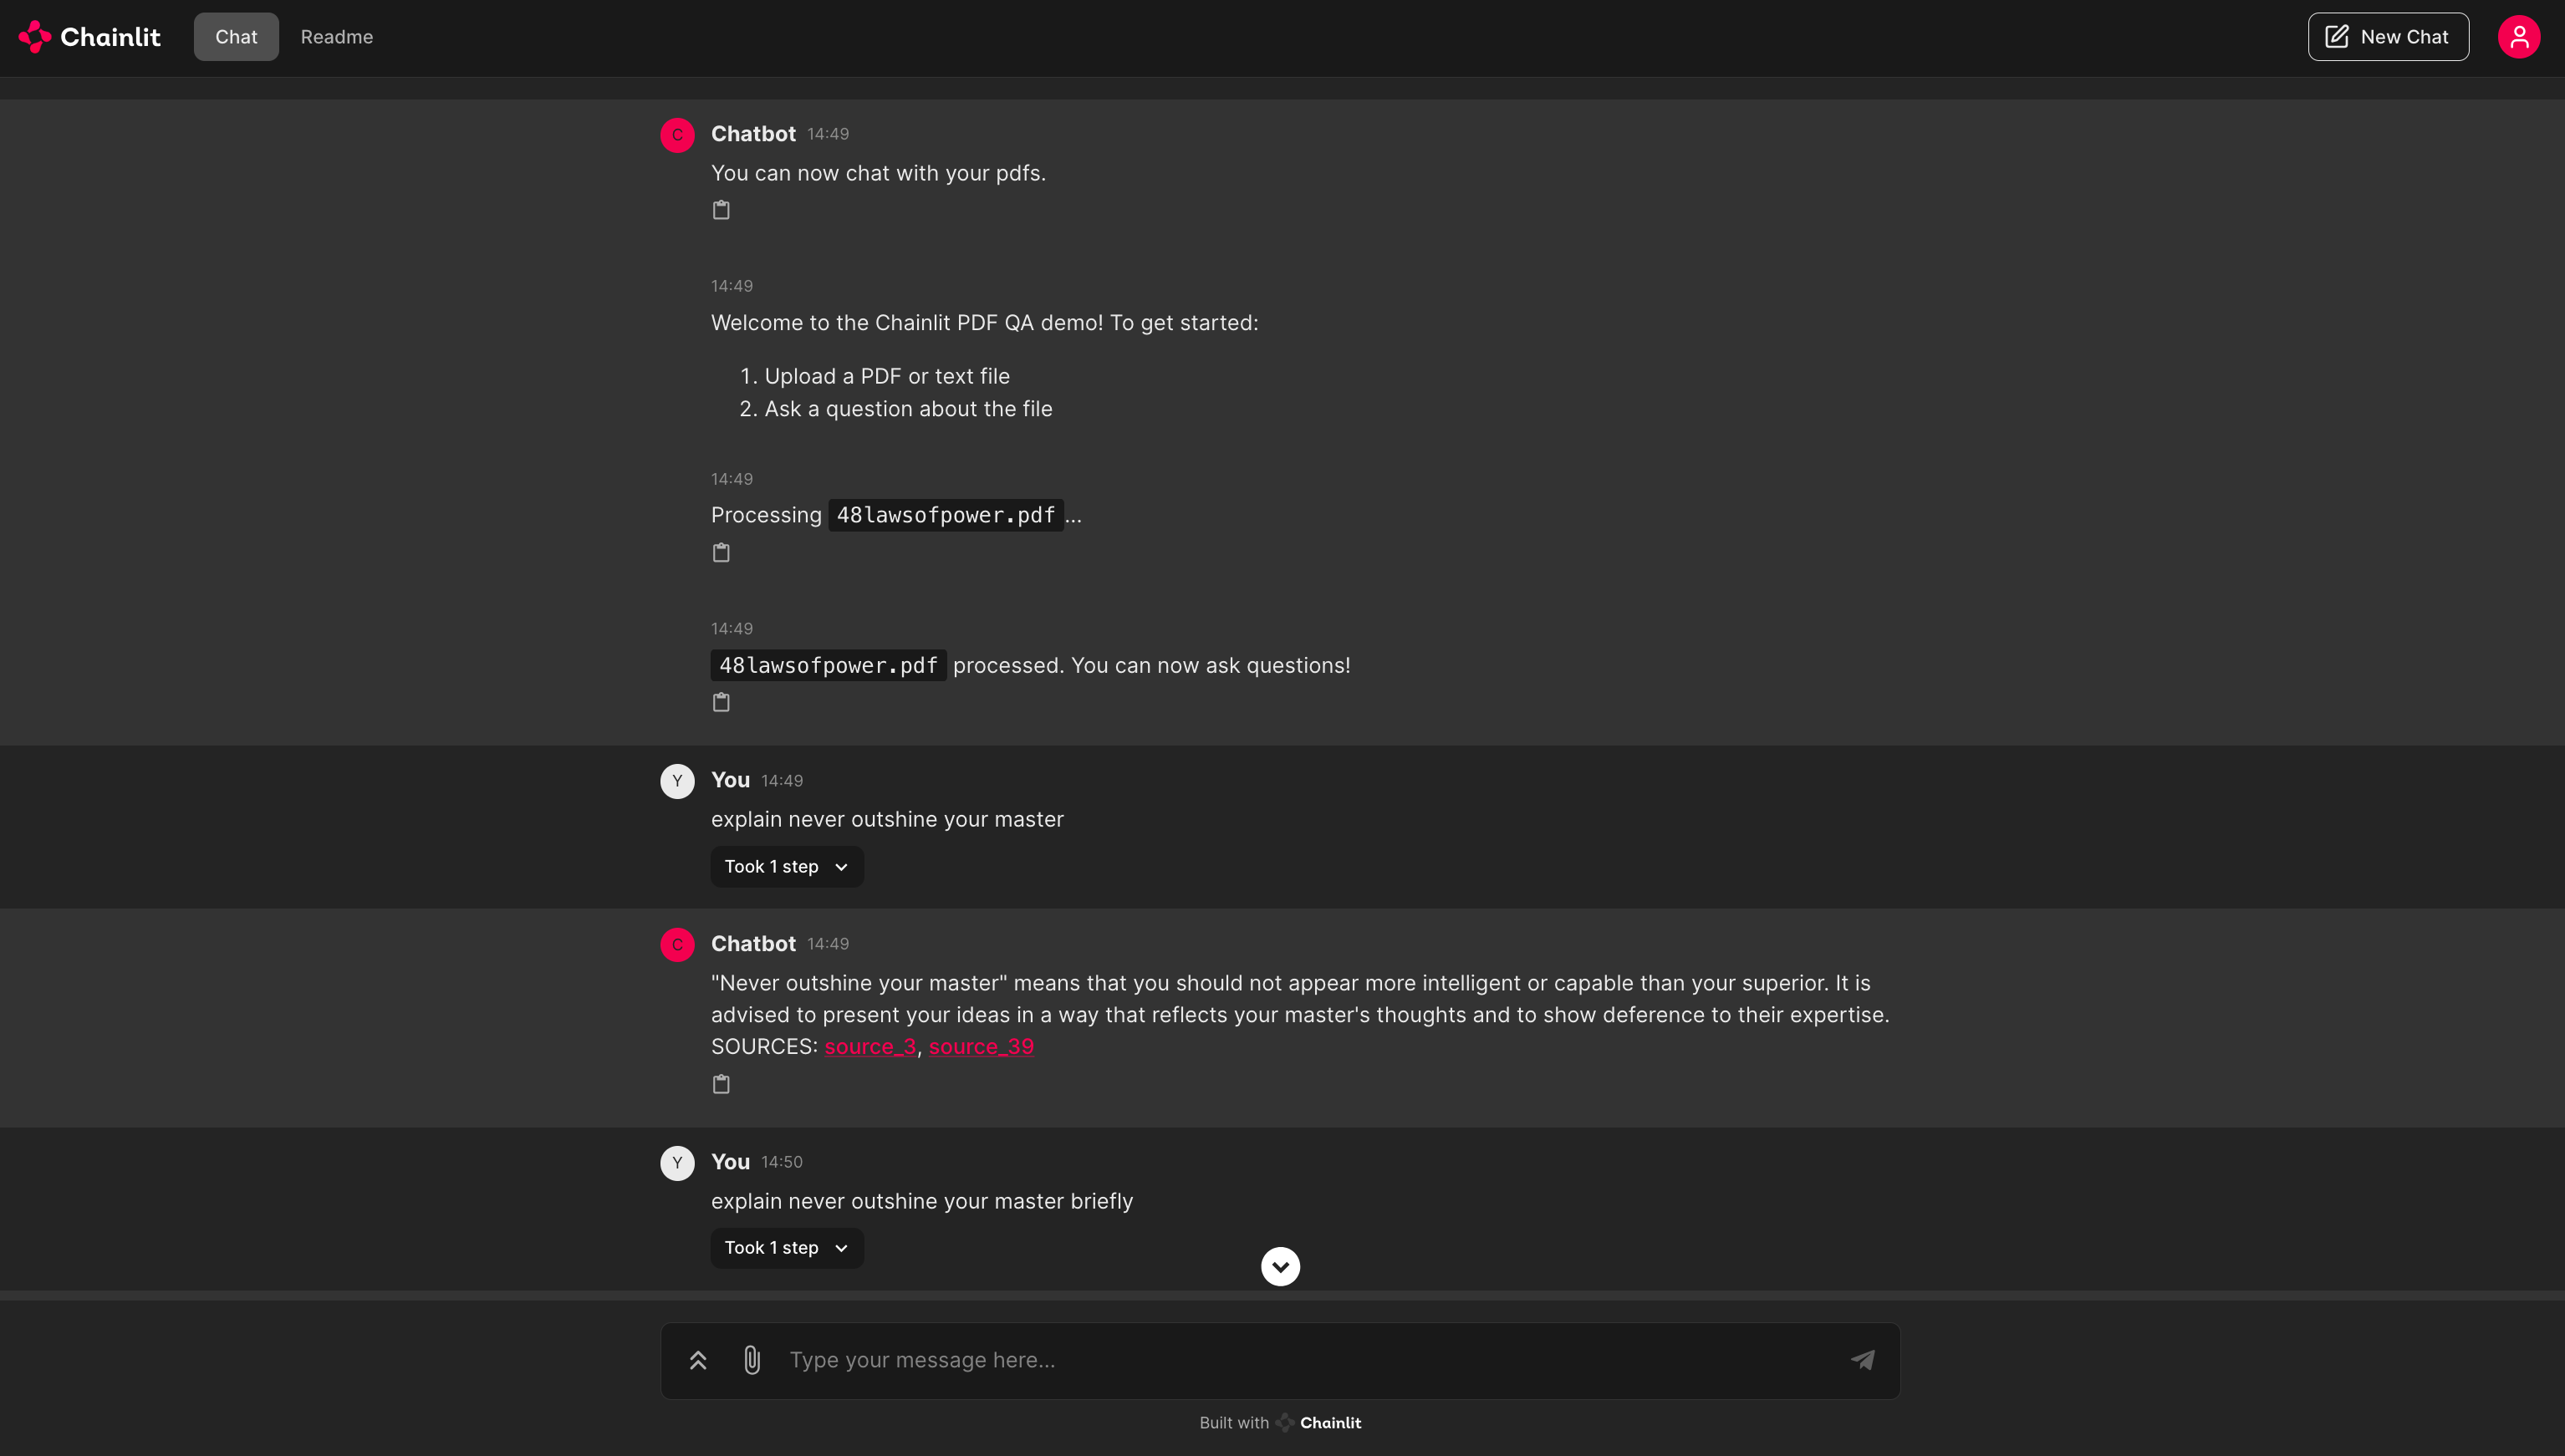 Chainlit
Chat
Readme
New Chat
C
Chatbot 14:49
You can now chat with your pdfs.
14:49
Welcome to the Chainlit PDF QA demo! To get started:
1. Upload a PDF or text file
2. Ask a question about the file
14:49
Processing 48lawsofpower.pdf...
14:49
48lawsofpower.pdf processed. You can now ask questions!
Y
You 14:49
explain never outshine your master
Took 1 step
C
Chatbot 14:49
"Never outshine your master" means that you should not appear more intelligent or capable than your superior. It is
advised to present your ideas in a way that reflects your master's thoughts and to show deference to their expertise.
SOURCES: source_3, source_39
Y
You 14:50
explain never outshine your master briefly
Took 1 step
Type your message here...
Built with Chainlit